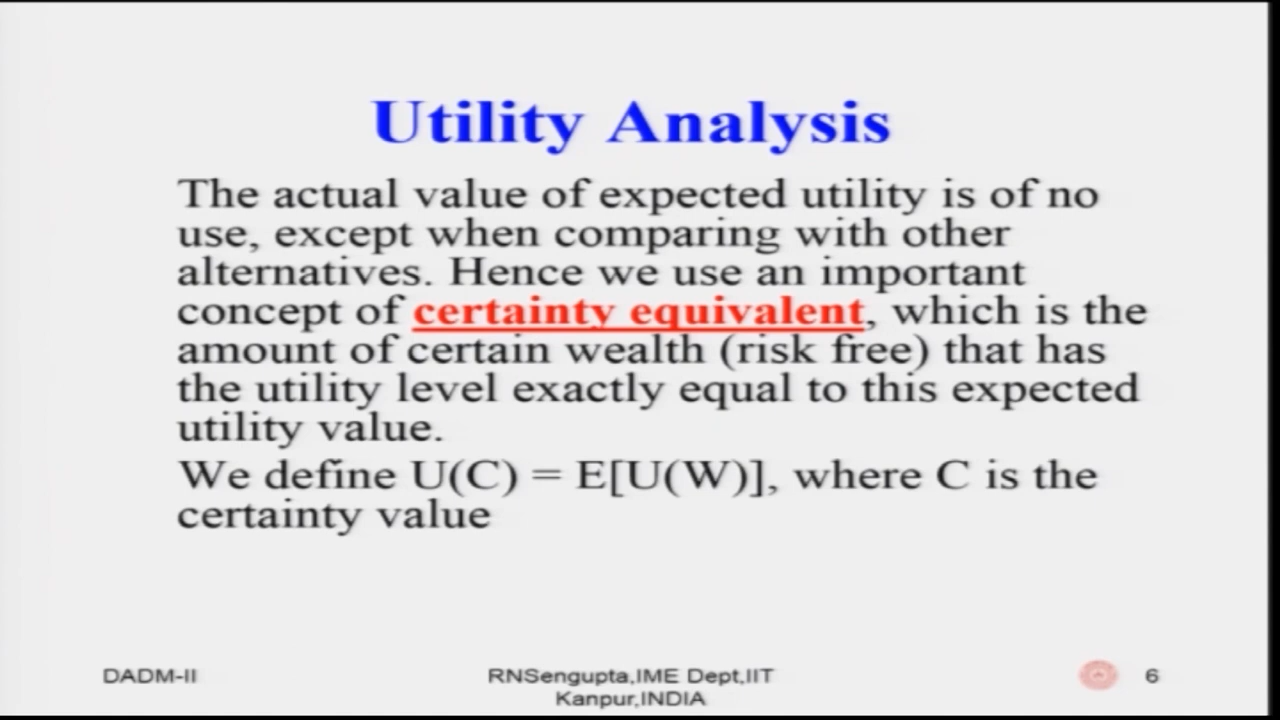 Utility Analysis
The actual value of expected utility is of no
use, except when comparing with other
alternatives. Hence we use an important
concept of certainty equivalent, which is the
amount of certain wealth (risk free) that has
the utility level exactly equal to this expected
utility value.
We define U(C) = E[U(W)], where C is the
certainty value
DADM-II
RNSengupta,IME Dept,IIT
Kanpur,INDIA
6